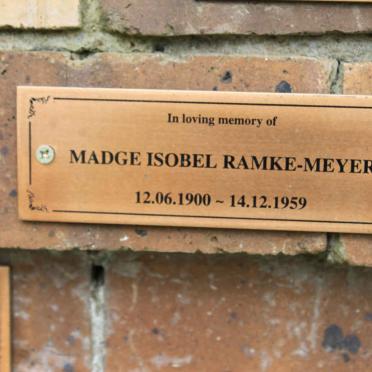 In loving memory of
MADGE ISOBEL RAMKE-MEYER
12.06.1900 ~ 14.12.1959